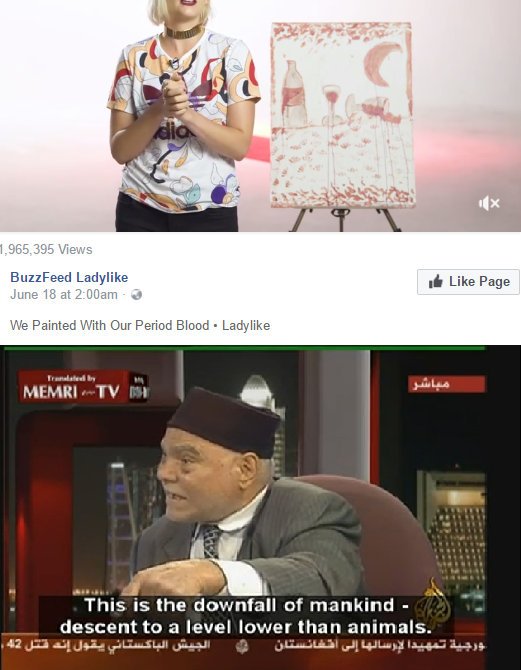 adidas
1,965,395 Views
BuzzFeed Ladylike
Like Page
June 18 at 2:00am ·
We Painted With Our Period Blood • Ladylike
Translated by
MEMRI TV
مباشر
This is the downfall of mankind -
descent to a level lower than animals.
الجيش الباكستاني يقول إنه قتل 42
ورجية تمهيدا لإرسالها إلى أفغانستان